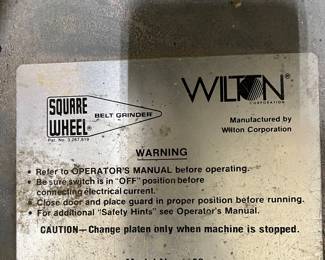 SQUARE
WHEEL®
BELT GRINDER
Pat. No. 3,267,619
WILTON®
CORPORATION
Manufactured by
Wilton Corporation
WARNING
• Refer to OPERATOR'S MANUAL before operating.
• Be sure switch is in "OFF" position before
connecting electrical current.
• Close door and place guard in proper position before running.
• For additional "Safety Hints" see Operator's Manual.
CAUTION—Change platen only when machine is stopped.